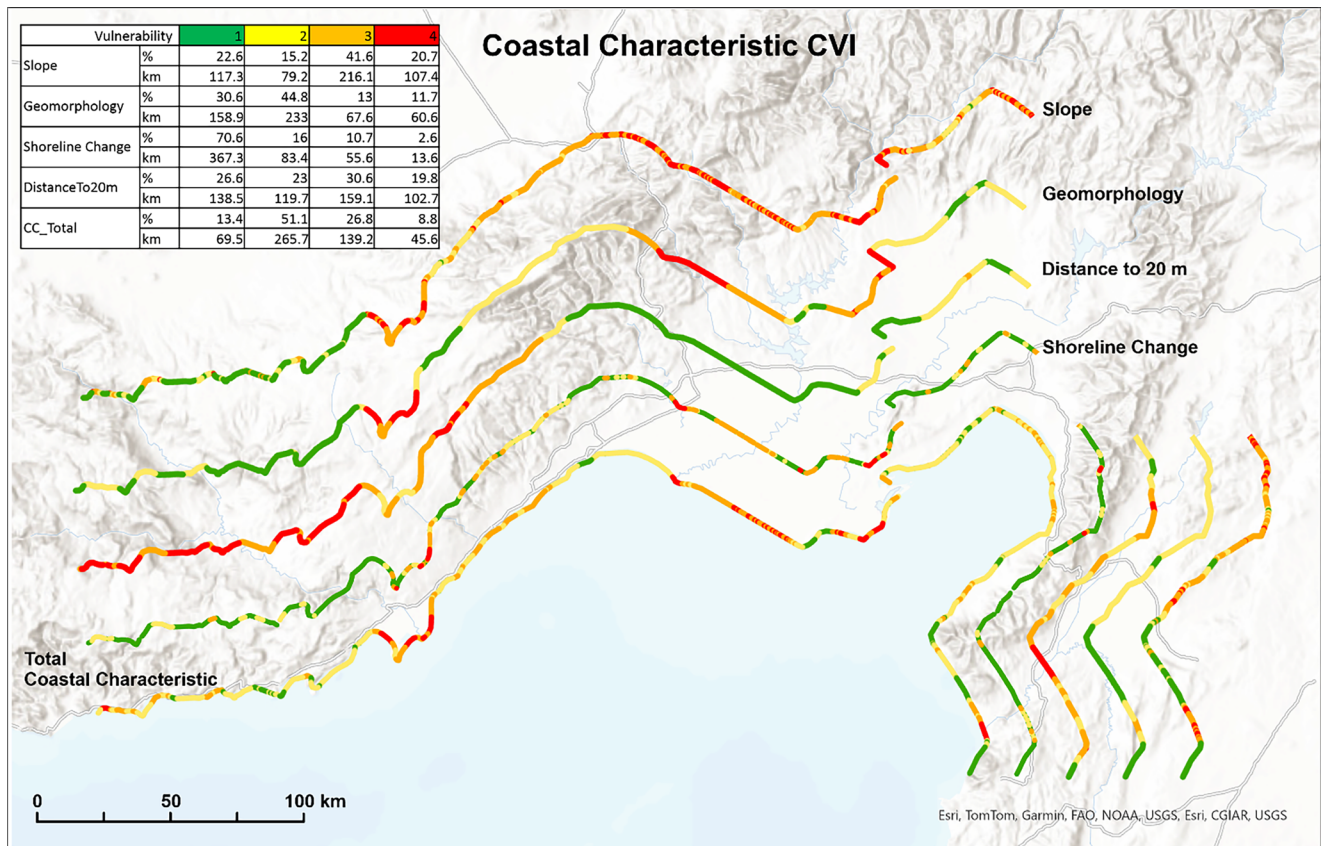 Vulnerability 1 2 3 4
Slope % 22.6 15.2 41.6 20.7
km 117.3 79.2 216.1 107.4
Geomorphology % 30.6 44.8 13 11.7
km 158.9 233 67.6 60.6
Shoreline Change % 70.6 16 10.7 2.6
km 367.3 83.4 55.6 13.6
DistanceTo20m % 26.6 23 30.6 19.8
km 138.5 119.7 159.1 102.7
CC_Total % 13.4 51.1 26.8 8.8
km 69.5 265.7 139.2 45.6
Coastal Characteristic CVI
Slope
Geomorphology
Distance to 20 m
Shoreline Change
Total
Coastal Characteristic
0 50 100 km
Esri, TomTom, Garmin, FAO, NOAA, USGS, Esri, CGIAR, USGS